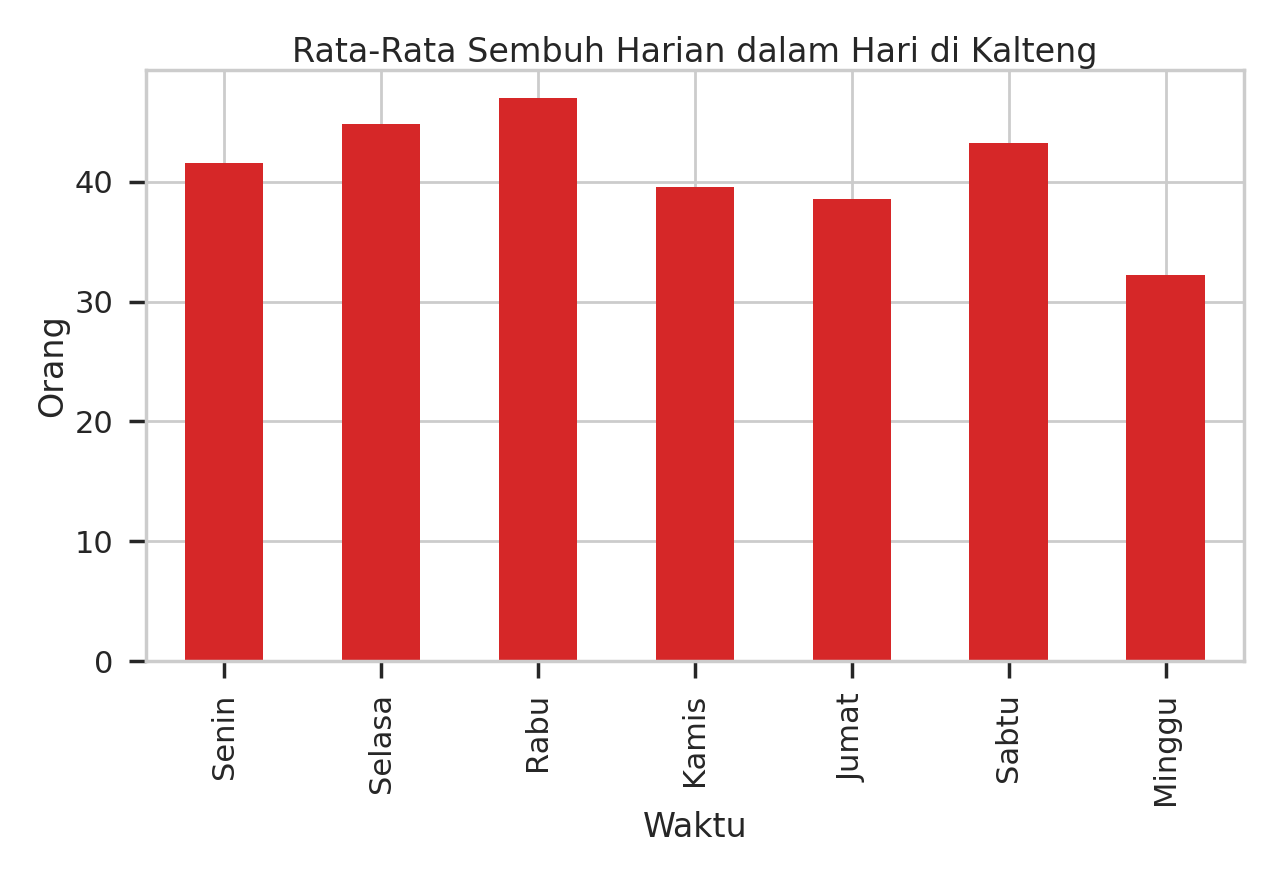 Rata-Rata Sembuh Harian dalam Hari di Kalteng
Orang
40
30
20
10
0
Senin
Selasa
Rabu
Kamis
Jumat
Sabtu
Minggu
Waktu